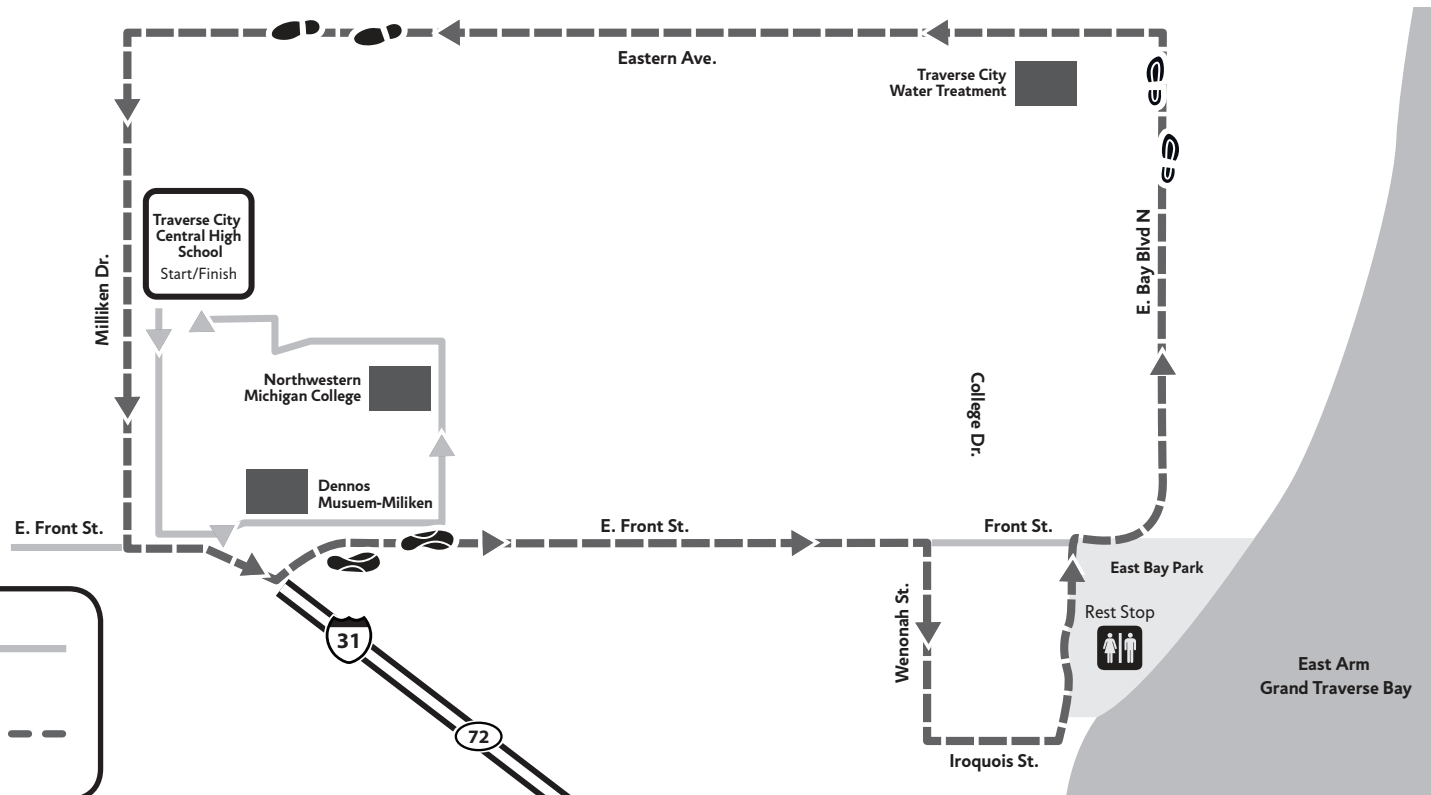 Eastern Ave.
Traverse City
Water Treatment
Traverse City
Central High
School
Start/Finish
Milliken Dr.
E. Bay Blvd N
Northwestern
Michigan College
College Dr.
Dennos
Musuem-Miliken
E. Front St.
E. Front St.
Front St.
East Bay Park
Rest Stop
Wenonah St.
31
East Arm
Grand Traverse Bay
72
Iroquois St.